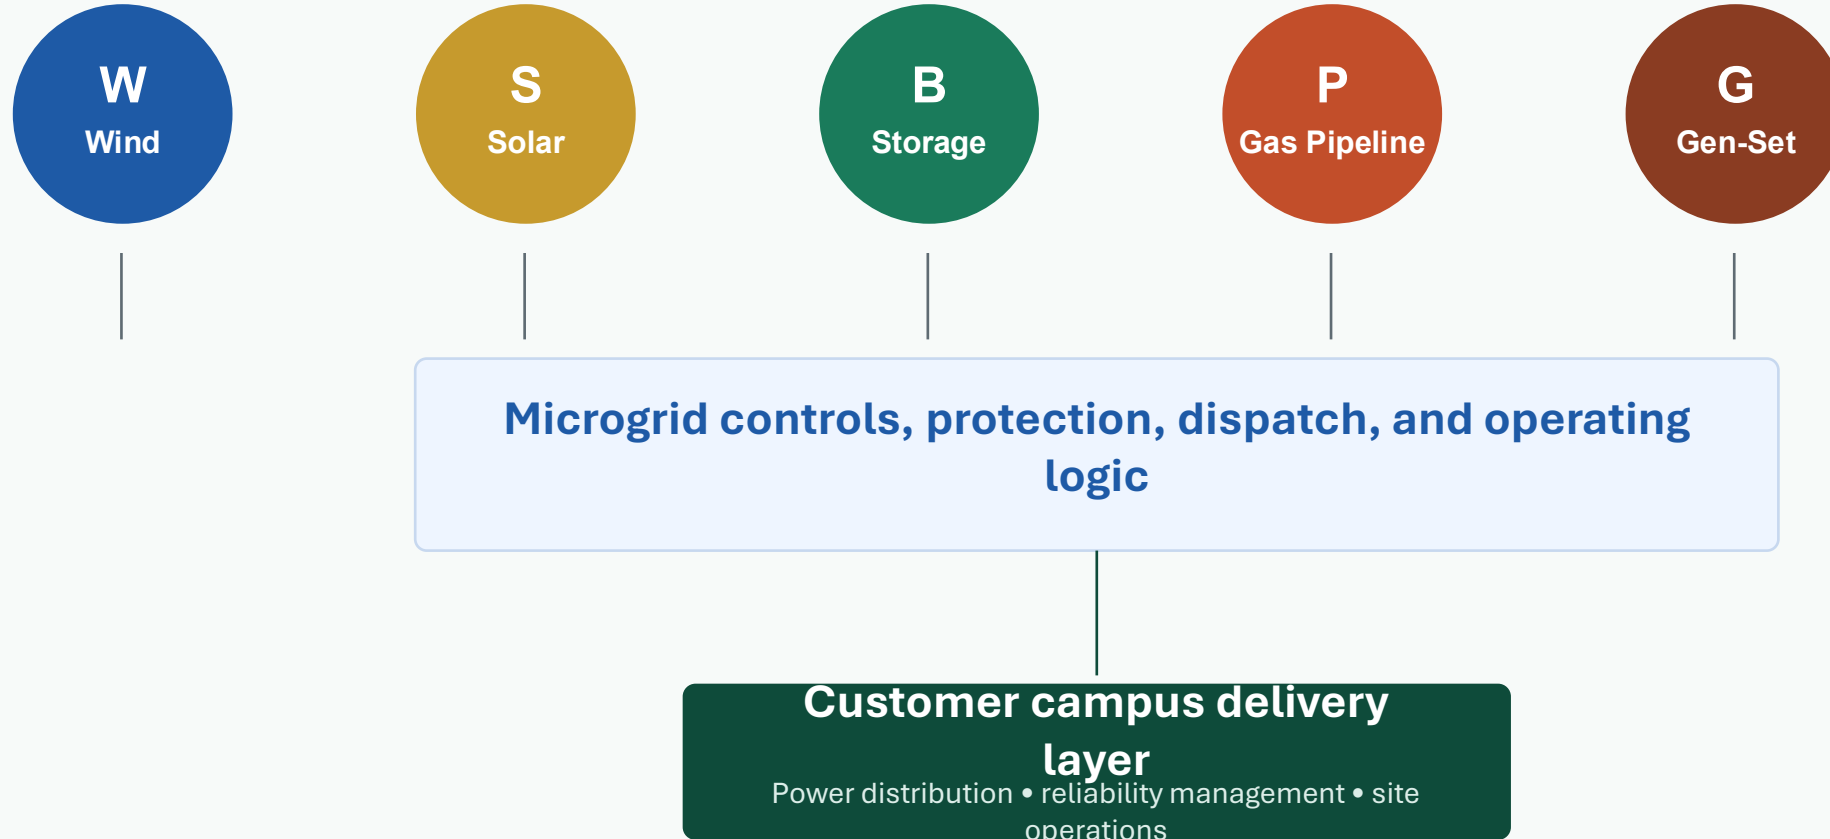 W
Wind
S
Solar
B
Storage
P
Gas Pipeline
G
Gen-Set
Microgrid controls, protection, dispatch, and operating
logic
Customer campus delivery
layer
Power distribution • reliability management • site
operations